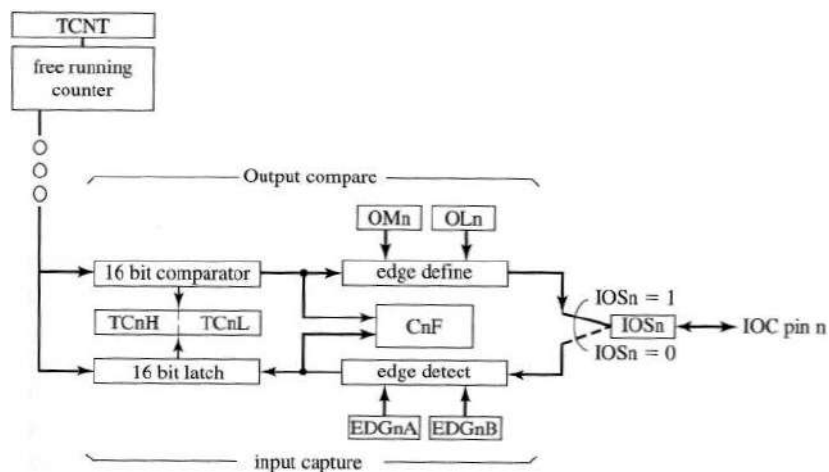 TCNT
free running
counter
Output compare
OMn OLn
16 bit comparator
edge define
IOSn = 1
TCnH TCnL
CnF
IOSn
IOC pin n
IOSn = 0
16 bit latch
edge detect
EDGnA EDGnB
input capture